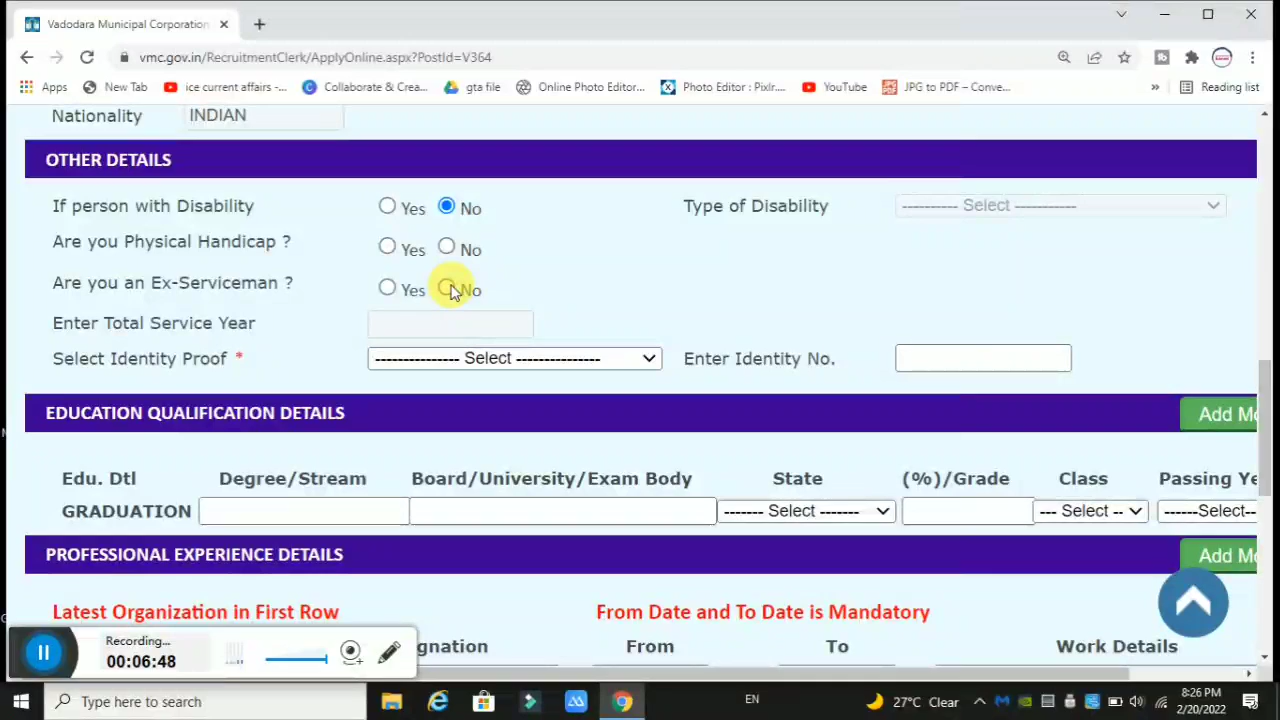 Vadodara Municipal Corporation
vmc.gov.in/RecruitmentClerk/ApplyOnline.aspx?PostId=V364
Apps New Tab ice current affairs -... Collaborate & Crea... gta file Online Photo Editor... Photo Editor : Pixlr.... YouTube JPG to PDF – Conve... » Reading list
Nationality INDIAN
OTHER DETAILS
If person with Disability Yes No Type of Disability ---------- Select -----------
Are you Physical Handicap ? Yes No
Are you an Ex-Serviceman ? Yes No
Enter Total Service Year
Select Identity Proof * --------------- Select --------------- Enter Identity No.
EDUCATION QUALIFICATION DETAILS Add Mo
Edu. Dtl Degree/Stream Board/University/Exam Body State (%)/Grade Class Passing Ye
GRADUATION ------- Select ------- --- Select -- ------Select--
PROFESSIONAL EXPERIENCE DETAILS Add Mo
Latest Organization in First Row From Date and To Date is Mandatory
gnation From To Work Details
Recording...
00:06:48
Type here to search EN 27°C Clear 8:26 PM
2/20/2022